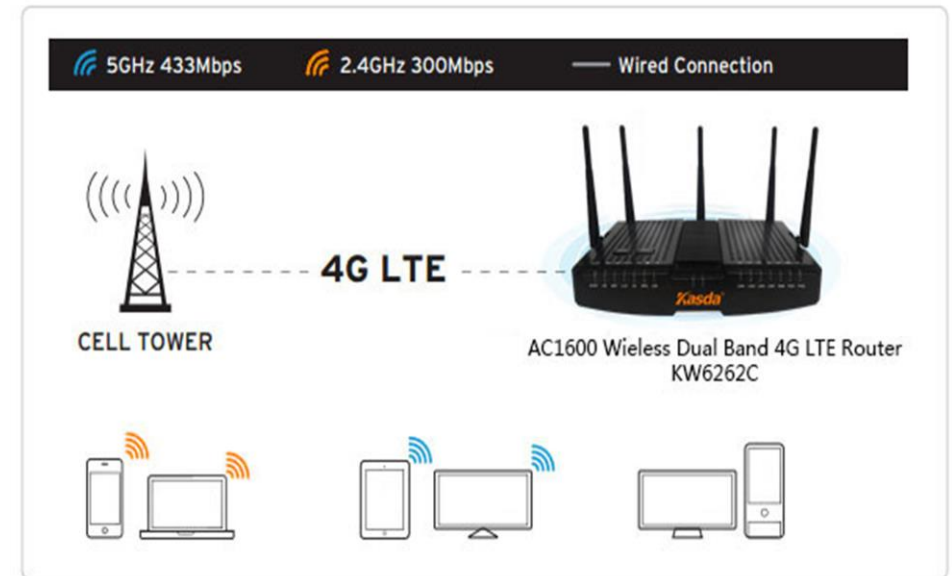 5GHz 433Mbps 2.4GHz 300Mbps Wired Connection
4G LTE
Kasda
CELL TOWER
AC1600 Wieless Dual Band 4G LTE Router
KW6262C